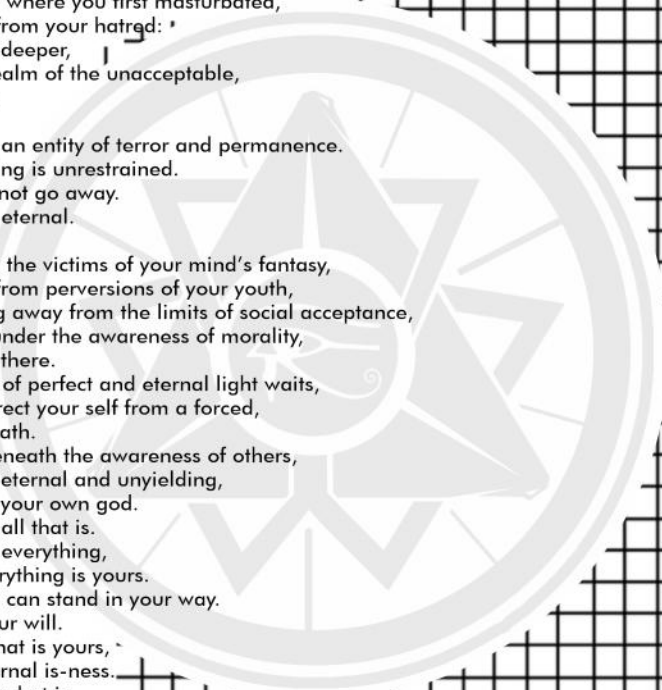 where you first masturbated,
from your hatred:
deeper,
ealm of the unacceptable,
an entity of terror and permanence.
ng is unrestrained.
not go away.
eternal.
the victims of your mind's fantasy,
from perversions of your youth,
g away from the limits of social acceptance,
under the awareness of morality,
there.
of perfect and eternal light waits,
rect your self from a forced,
ath.
eneath the awareness of others,
eternal and unyielding,
your own god.
all that is.
everything,
rything is yours.
can stand in your way.
ur will.
hat is yours,
rnal is-ness.